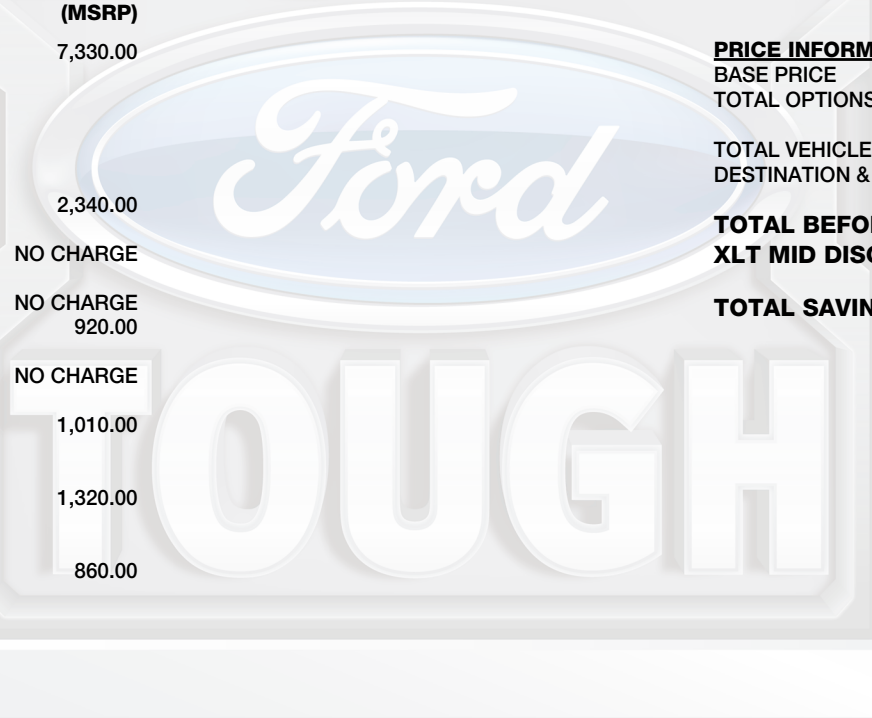 (MSRP)
7,330.00
2,340.00
NO CHARGE
NO CHARGE
920.00
NO CHARGE
1,010.00
1,320.00
860.00
PRICE INFORM
BASE PRICE
TOTAL OPTIONS
TOTAL VEHICLE
DESTINATION &
TOTAL BEFO
XLT MID DISC
TOTAL SAVIN
Ford
TOUGH